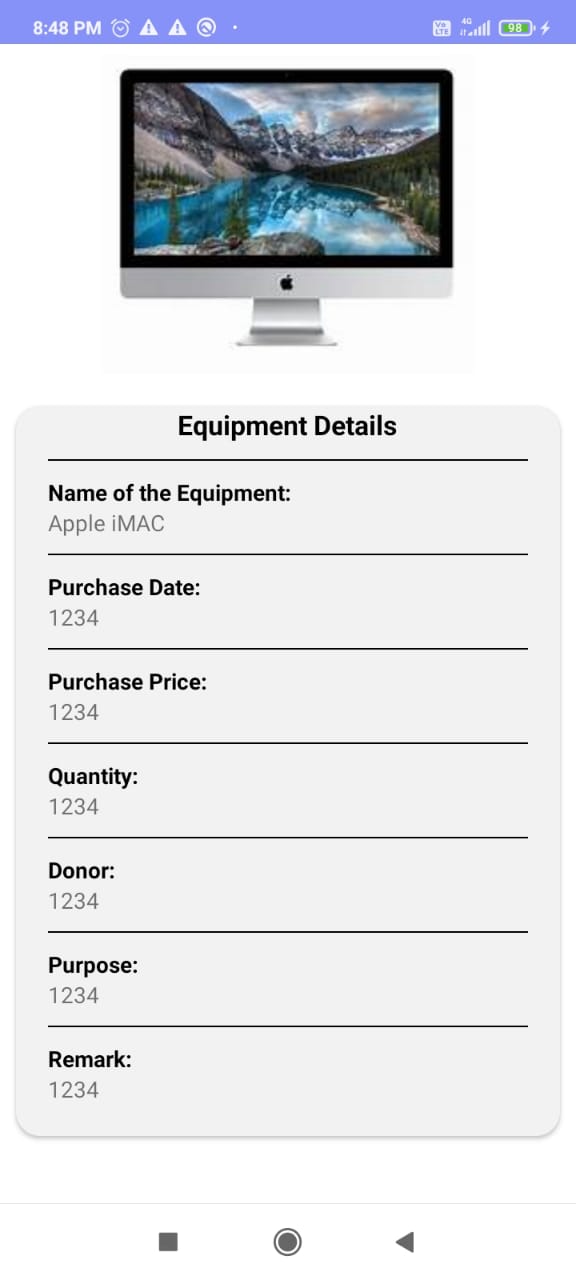 8:48 PM
Vo LTE
4G
98
Equipment Details
Name of the Equipment:
Apple iMAC
Purchase Date:
1234
Purchase Price:
1234
Quantity:
1234
Donor:
1234
Purpose:
1234
Remark:
1234